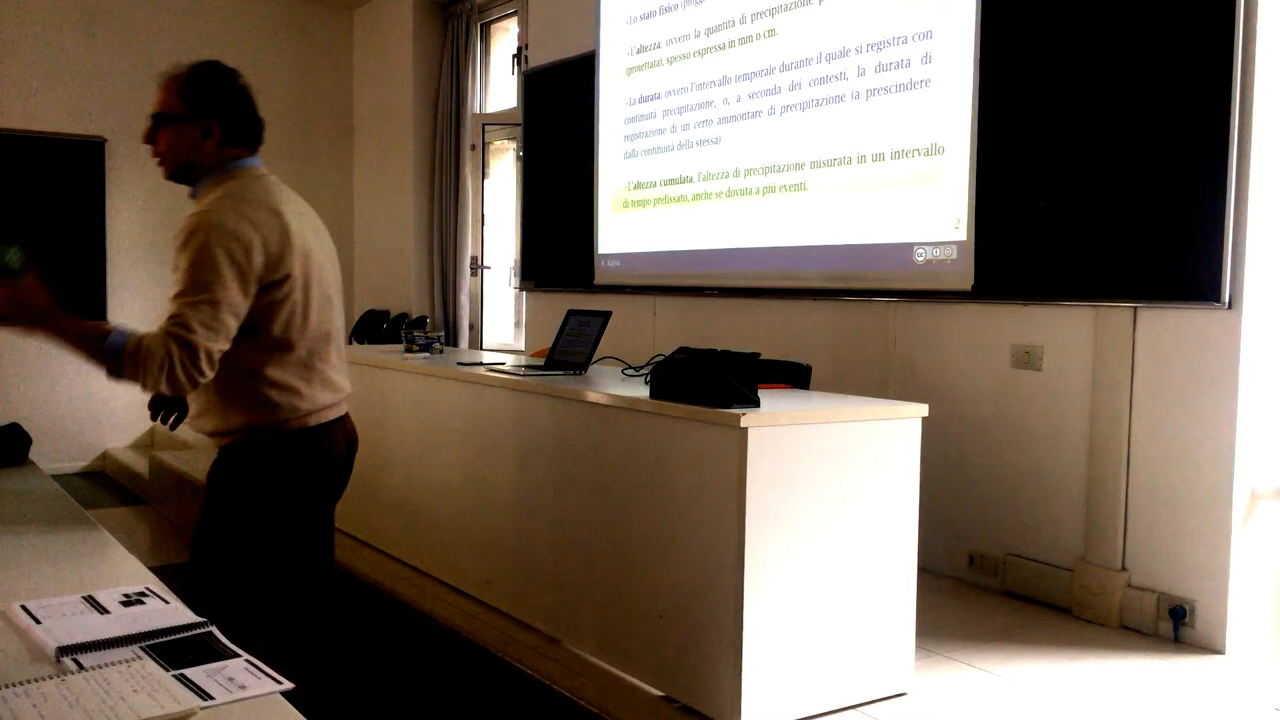 -Lo stato fisico (piogg
-L'altezza: ovvero la quantità di precipitazione p
(proiettata), spesso espressa in mm o cm.
-La durata: ovvero l'intervallo temporale durante il quale si registra con
continuità precipitazione, o, a seconda dei contesti, la durata di
registrazione di un certo ammontare di precipitazione (a prescindere
dalla continuità della stessa)
-L'altezza cumulata, l'altezza di precipitazione misurata in un intervallo
di tempo prefissato, anche se dovuta a più eventi.
2
cc